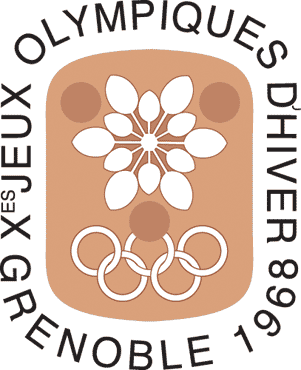 Xes JEUX OLYMPIQUES D'HIVER
GRENOBLE 1968